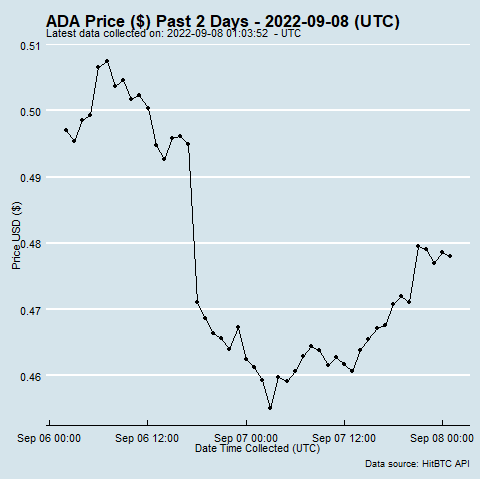 ADA Price ($) Past 2 Days - 2022-09-08 (UTC)
Latest data collected on: 2022-09-08 01:03:52 - UTC
0.51
0.50
0.49
0.48
0.47
0.46
Price USD ($)
Sep 06 00:00 Sep 06 12:00 Sep 07 00:00 Sep 07 12:00 Sep 08 00:00
Date Time Collected (UTC)
Data source: HitBTC API